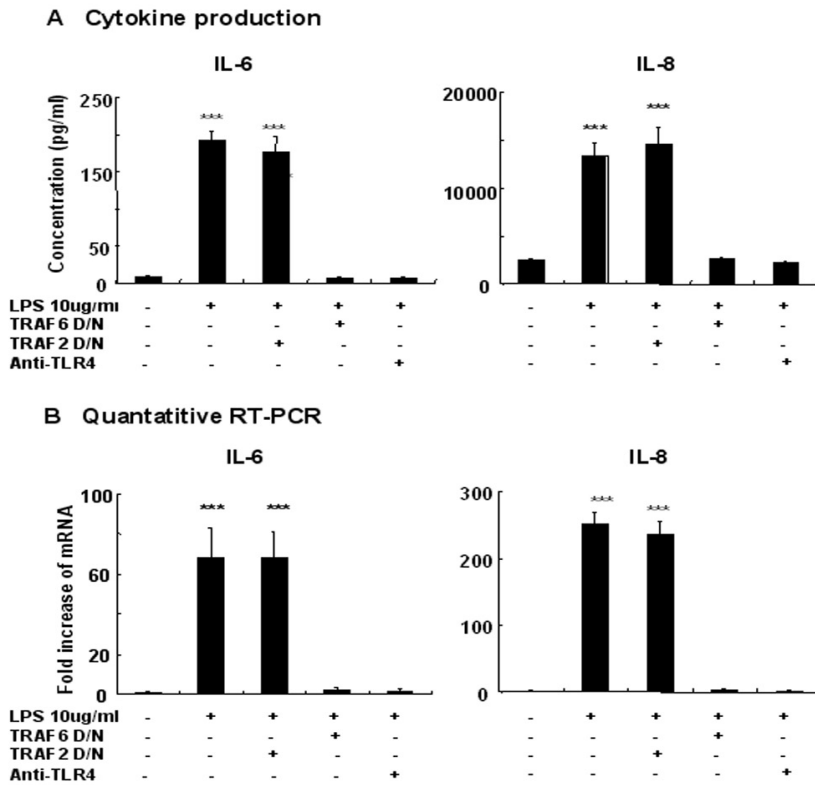 A Cytokine production
IL-6
IL-8
Concentration (pg/ml)
250
150
50
0
***
***
20000
10000
0
***
***
LPS 10ug/ml - + + + + - + + + +
TRAF 6 D/N - - - + - - - - + -
TRAF 2 D/N - - + - - - - + - -
Anti-TLR4 - - - - + - - - - +
B Quantatitive RT-PCR
IL-6
IL-8
Fold increase of mRNA
100
60
20
0
***
***
300
200
100
0
***
***
LPS 10ug/ml - + + + + - + + + +
TRAF 6 D/N - - - + - - - - + -
TRAF 2 D/N - - + - - - - + - -
Anti-TLR4 - - - - + - - - - +